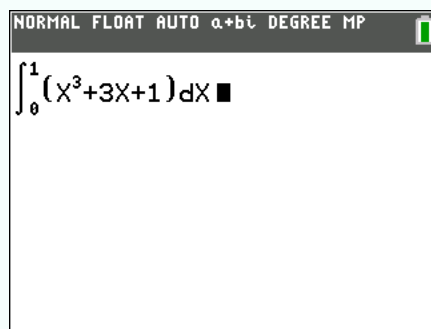 NORMAL FLOAT AUTO a+bi DEGREE MP
∫₀¹(X³+3X+1)dX